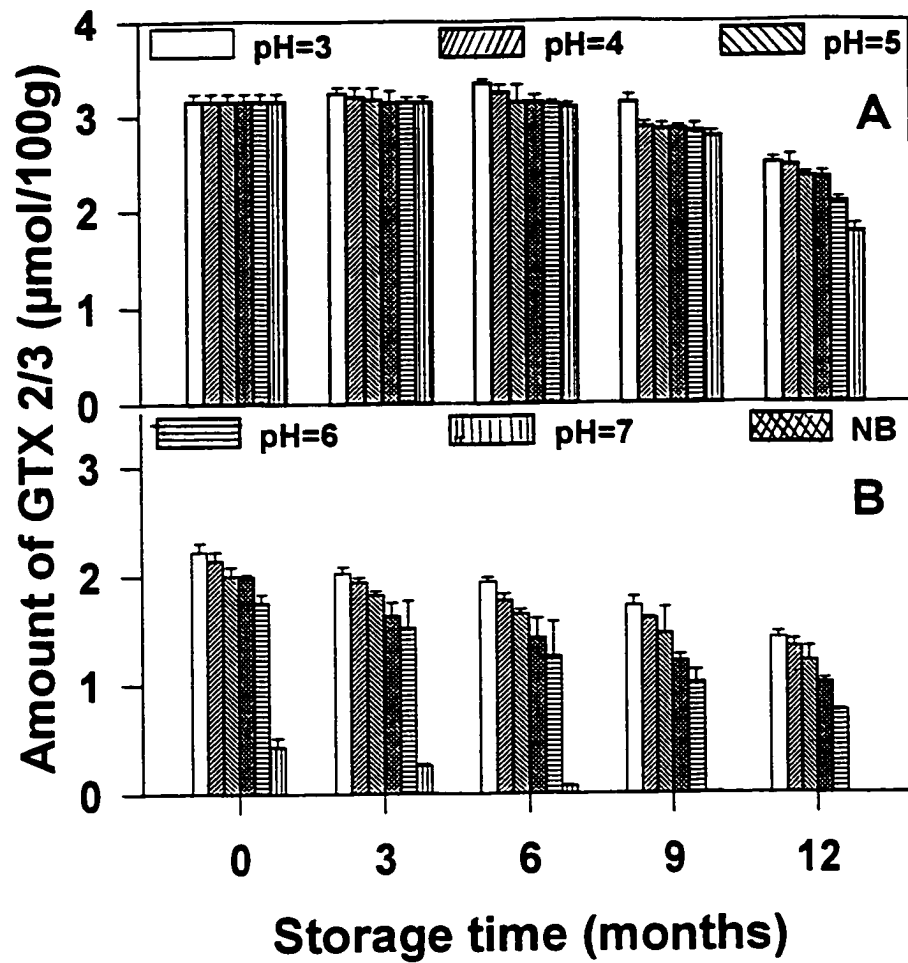 Amount of GTX 2/3 (µmol/100g)
4
3
2
1
0
pH=3 pH=4 pH=5
A
pH=6 pH=7 NB
B
3
2
1
0
0 3 6 9 12
Storage time (months)